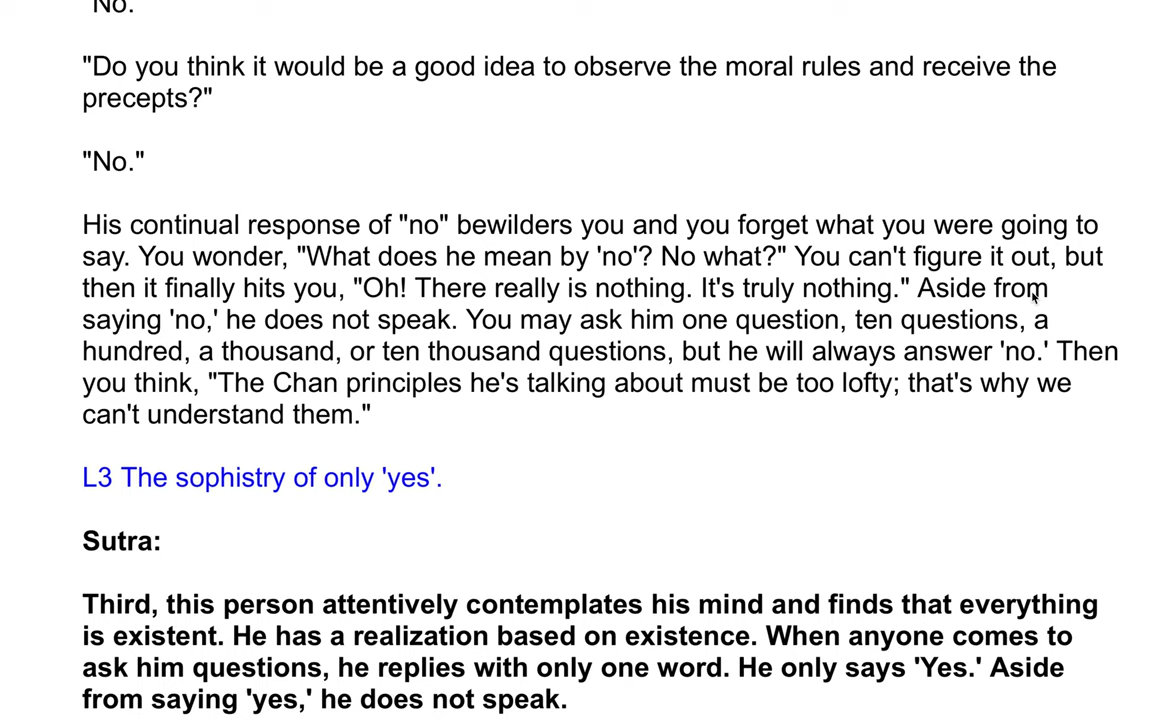 "No."
"Do you think it would be a good idea to observe the moral rules and receive the
precepts?"
"No."
His continual response of "no" bewilders you and you forget what you were going to
say. You wonder, "What does he mean by 'no'? No what?" You can't figure it out, but
then it finally hits you, "Oh! There really is nothing. It's truly nothing." Aside from
saying 'no,' he does not speak. You may ask him one question, ten questions, a
hundred, a thousand, or ten thousand questions, but he will always answer 'no.' Then
you think, "The Chan principles he's talking about must be too lofty; that's why we
can't understand them."
L3 The sophistry of only 'yes'.
Sutra:
Third, this person attentively contemplates his mind and finds that everything
is existent. He has a realization based on existence. When anyone comes to
ask him questions, he replies with only one word. He only says 'Yes.' Aside
from saying 'yes,' he does not speak.